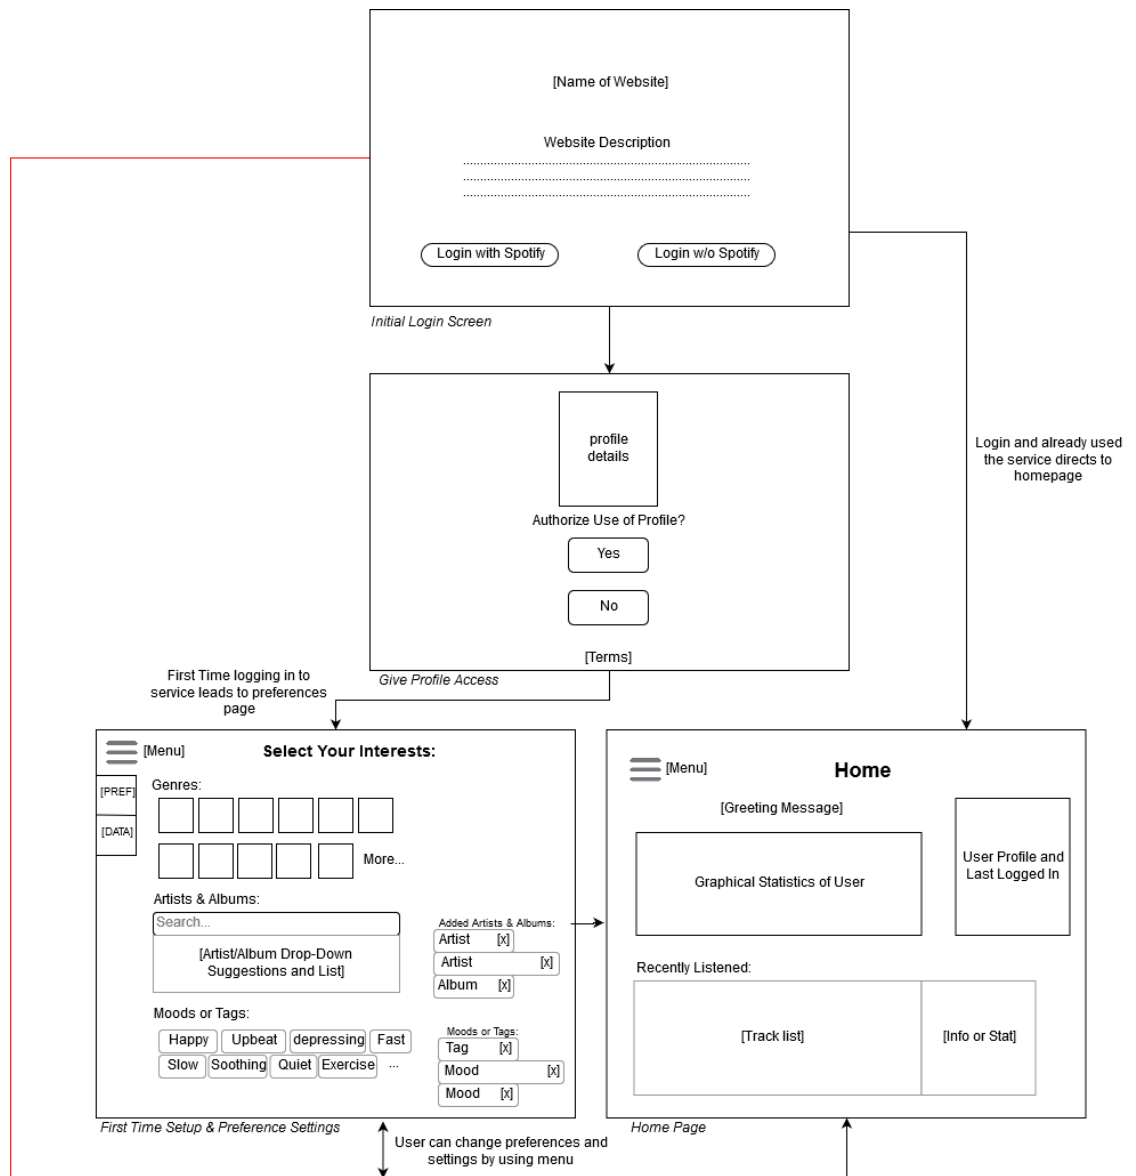 [Name of Website]
Website Description
Login with Spotify
Login w/o Spotify
Initial Login Screen
profile
details
Authorize Use of Profile?
Yes
No
[Terms]
Give Profile Access
Login and already used
the service directs to
homepage
First Time logging in to
service leads to preferences
page
[Menu]
Select Your Interests:
[PREF]
[DATA]
Genres:
More...
Artists & Albums:
Search...
[Artist/Album Drop-Down
Suggestions and List]
Added Artists & Albums:
Artist [x]
Artist [x]
Album [x]
Moods or Tags:
Happy Upbeat depressing Fast
Slow Soothing Quiet Exercise ...
Moods or Tags:
Tag [x]
Mood [x]
Mood [x]
First Time Setup & Preference Settings
[Menu]
Home
[Greeting Message]
Graphical Statistics of User
User Profile and
Last Logged In
Recently Listened:
[Track list]
[Info or Stat]
Home Page
User can change preferences and
settings by using menu